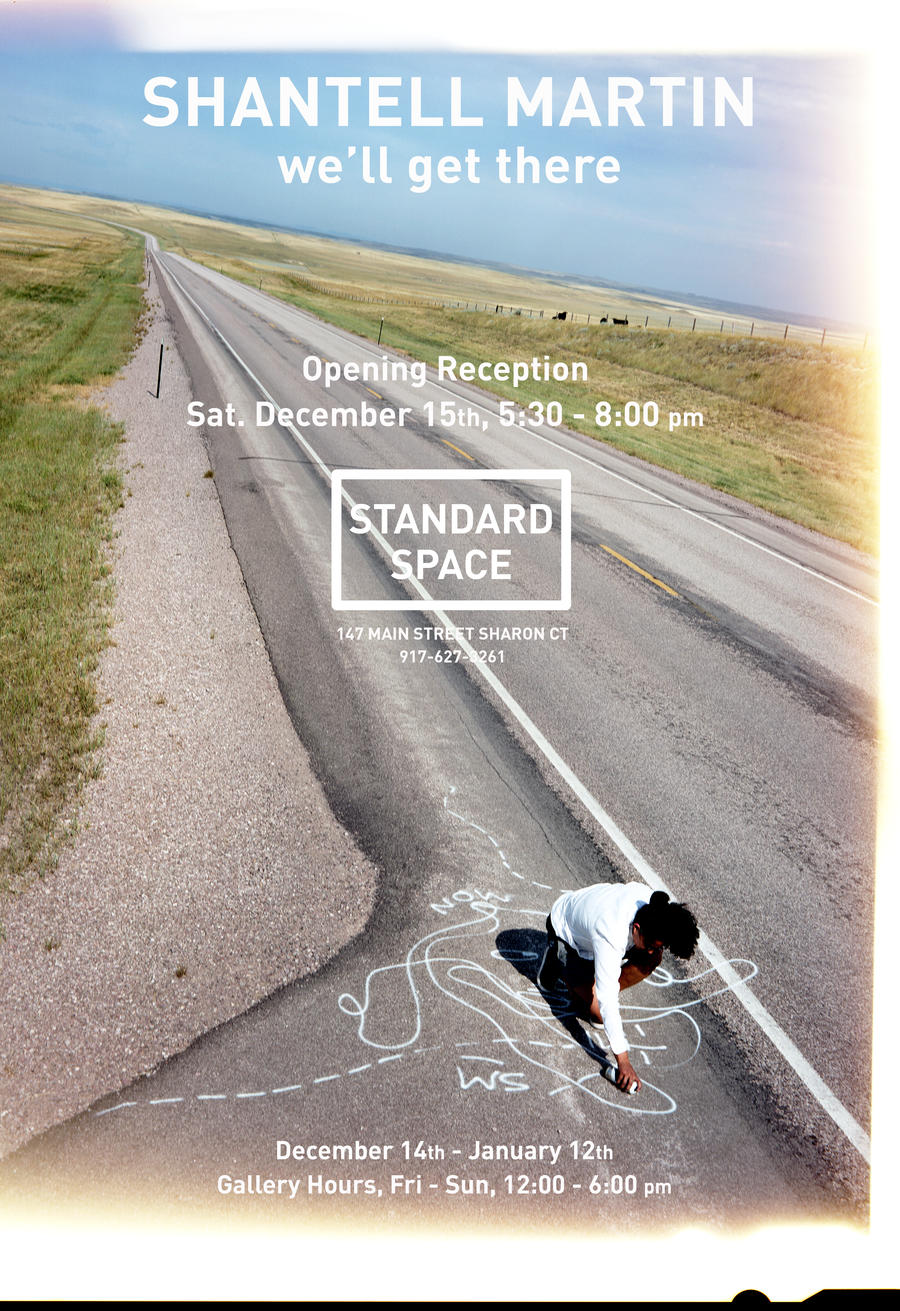 SHANTELL MARTIN
we'll get there
Opening Reception
Sat. December 15th, 5:30 - 8:00 pm
STANDARD
SPACE
147 MAIN STREET SHARON CT
NOW
December 14th - January 12th
Gallery Hours, Fri - Sun, 12:00 - 6:00 pm